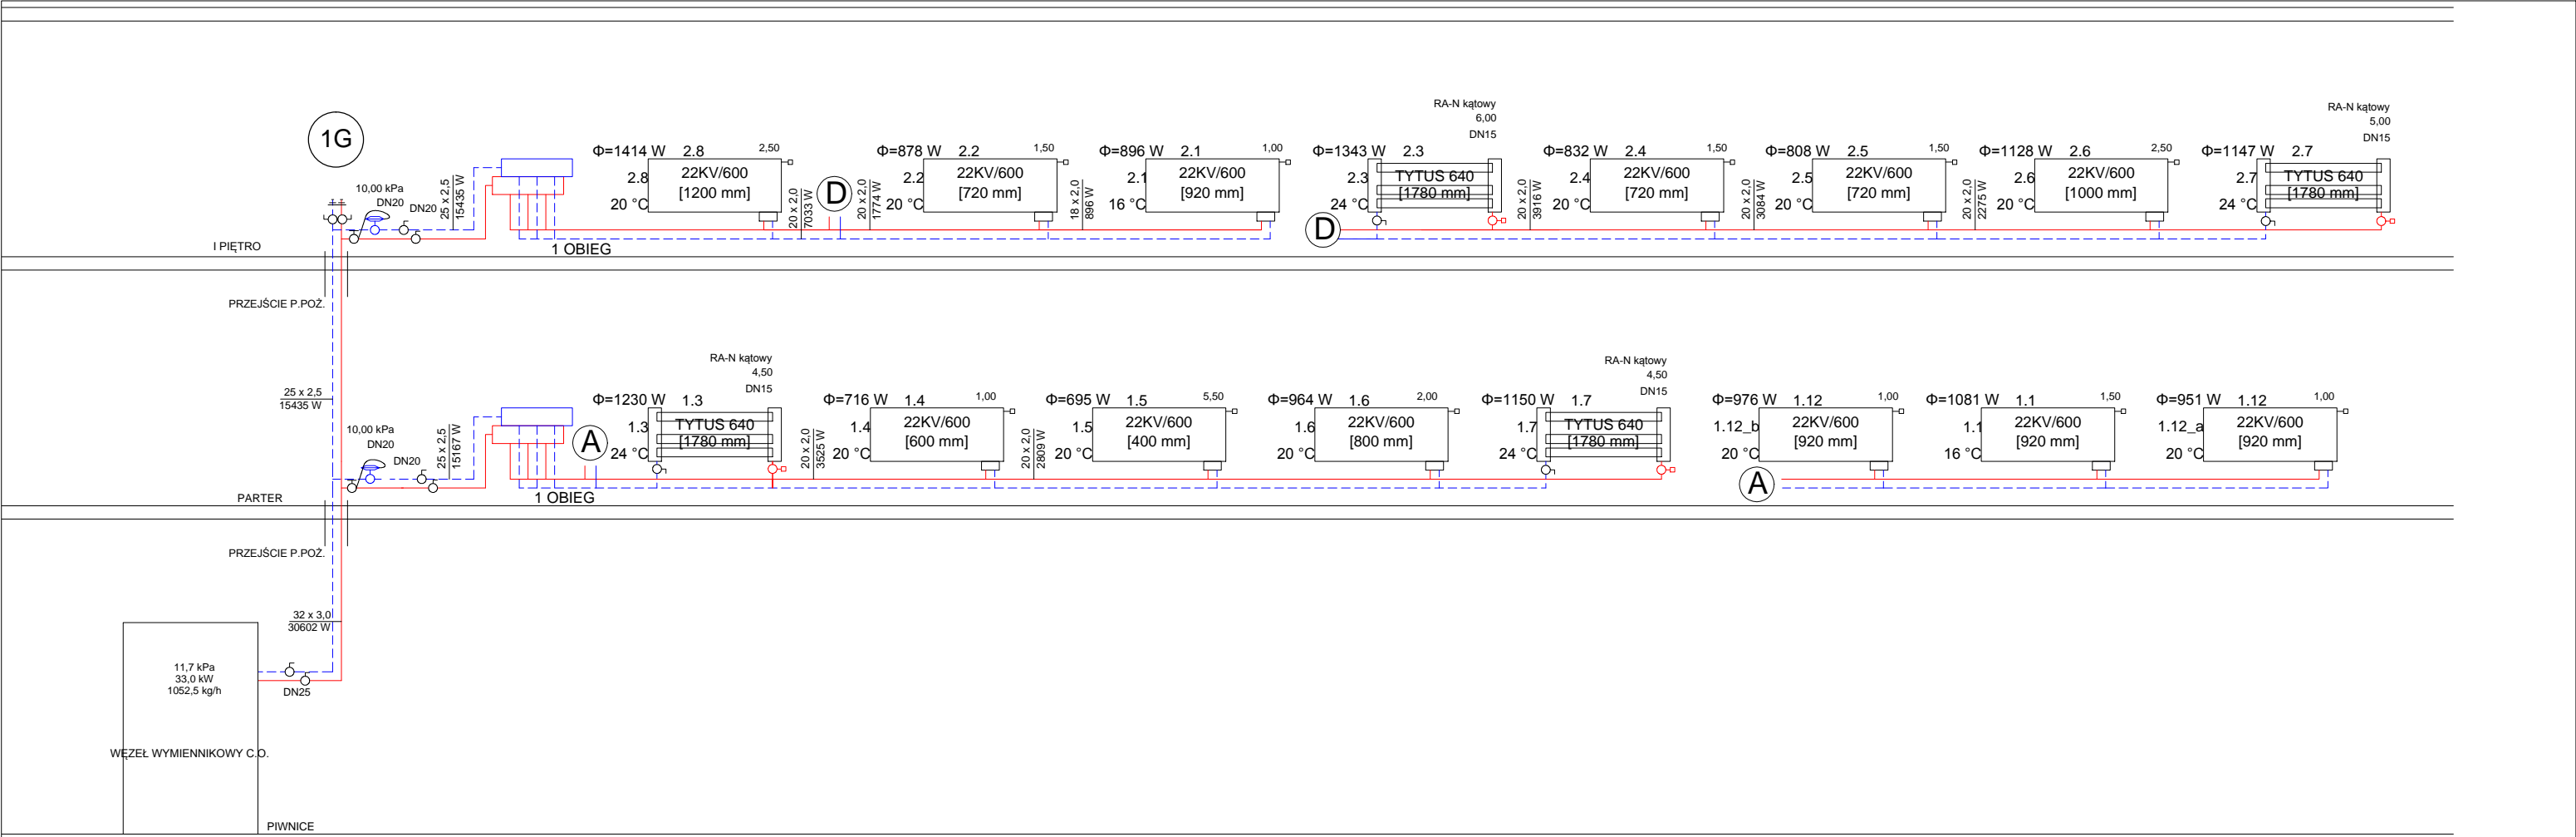 1G
10,00 kPa
DN20
DN20
25 x 2,5
15435 W
I PIĘTRO
1 OBIEG
Φ=1414 W 2.8 2,50
22KV/600
2.8
[1200 mm]
20 °C
20 x 2,0
7033 W
D
20 x 2,0
1774 W
Φ=878 W 2.2 1,50
22KV/600
2.2
[720 mm]
20 °C
18 x 2,0
896 W
Φ=896 W 2.1 1,00
22KV/600
2.1
[920 mm]
16 °C
D
RA-N kątowy
6,00
DN15
Φ=1343 W 2.3
TYTUS 640
2.3
[1780 mm]
24 °C
20 x 2,0
3916 W
Φ=832 W 2.4 1,50
22KV/600
2.4
[720 mm]
20 °C
20 x 2,0
3084 W
Φ=808 W 2.5 1,50
22KV/600
2.5
[720 mm]
20 °C
20 x 2,0
2275 W
Φ=1128 W 2.6 2,50
22KV/600
2.6
[1000 mm]
20 °C
RA-N kątowy
5,00
DN15
Φ=1147 W 2.7
TYTUS 640
2.7
[1780 mm]
24 °C
PRZEJŚCIE P.POŻ.
25 x 2,5
15435 W
10,00 kPa
DN20
DN20
25 x 2,5
15167 W
PARTER
1 OBIEG
A
RA-N kątowy
4,50
DN15
Φ=1230 W 1.3
TYTUS 640
1.3
[1780 mm]
24 °C
20 x 2,0
3525 W
Φ=716 W 1.4 1,00
22KV/600
1.4
[600 mm]
20 °C
20 x 2,0
2809 W
Φ=695 W 1.5 5,50
22KV/600
1.5
[400 mm]
20 °C
Φ=964 W 1.6 2,00
22KV/600
1.6
[800 mm]
20 °C
RA-N kątowy
4,50
DN15
Φ=1150 W 1.7
TYTUS 640
1.7
[1780 mm]
24 °C
A
Φ=976 W 1.12 1,00
22KV/600
1.12_b
[920 mm]
20 °C
Φ=1081 W 1.1 1,50
22KV/600
1.1
[920 mm]
16 °C
Φ=951 W 1.12 1,00
22KV/600
1.12_a
[920 mm]
20 °C
PRZEJŚCIE P.POŻ.
32 x 3,0
30602 W
11,7 kPa
33,0 kW
1052,5 kg/h
DN25
WĘZEŁ WYMIENNIKOWY C.O.
PIWNICE